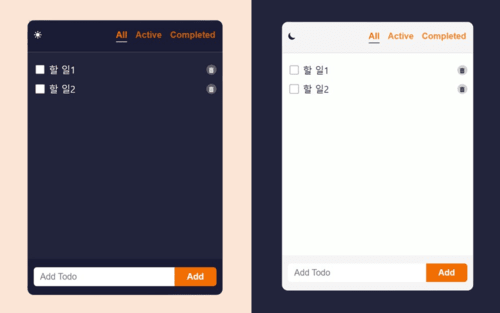 All Active Completed
할 일1
할 일2
Add Todo Add
All Active Completed
할 일1
할 일2
Add Todo Add